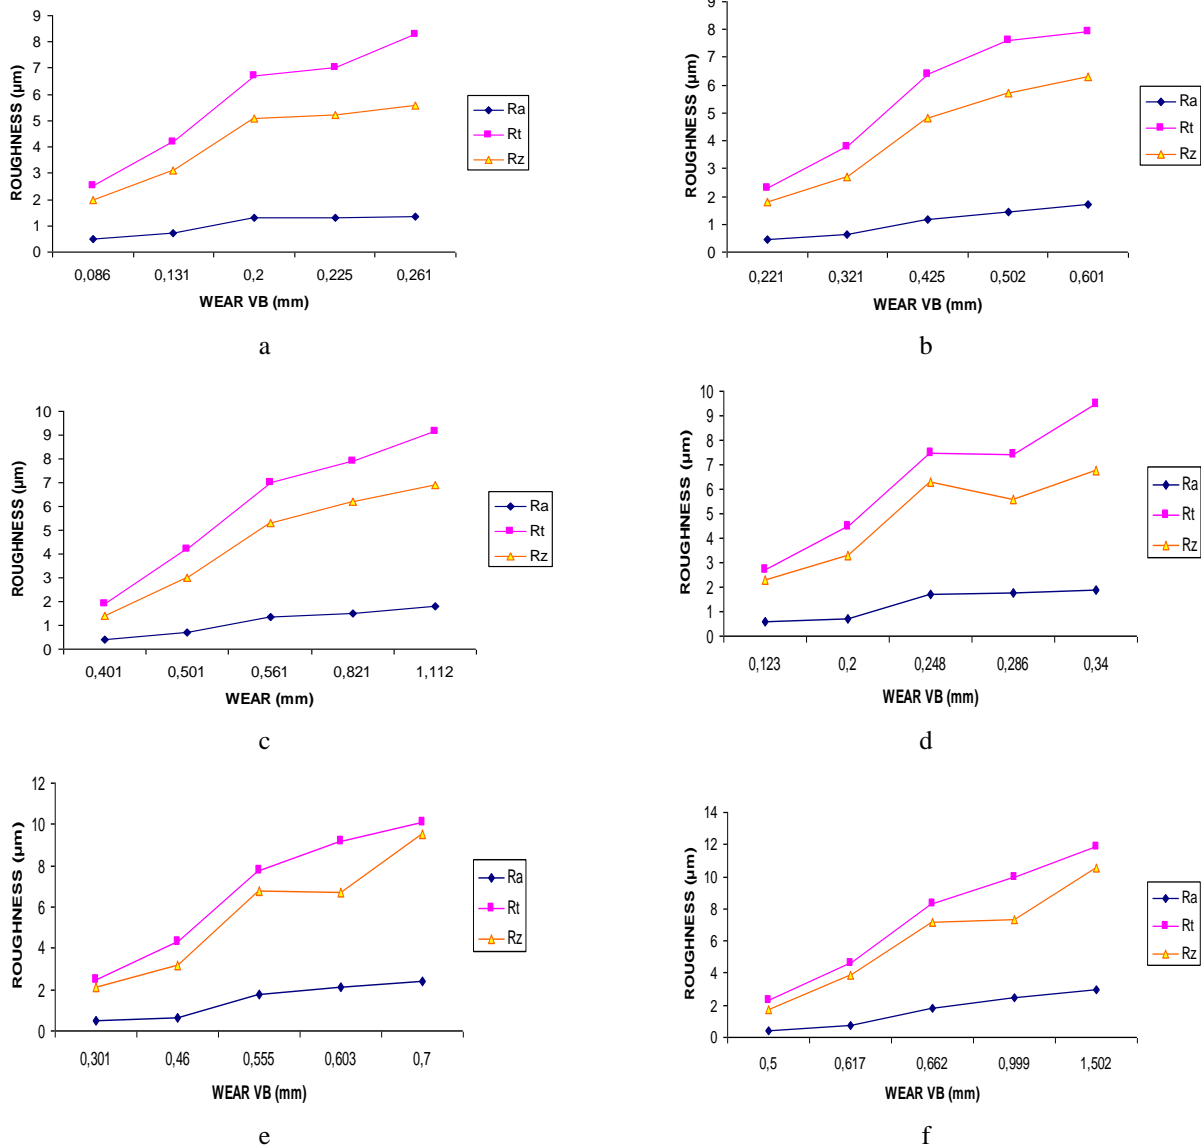 9
8
7
6
5
4
3
2
1
0
ROUGHNESS (µm)
0,086 0,131 0,2 0,225 0,261
WEAR VB (mm)
Ra
Rt
Rz
a
9
8
7
6
5
4
3
2
1
0
ROUGHNESS (µm)
0,221 0,321 0,425 0,502 0,601
WEAR VB (mm)
Ra
Rt
Rz
b
10
9
8
7
6
5
4
3
2
1
0
ROUGHNESS (µm)
0,401 0,501 0,561 0,821 1,112
WEAR (mm)
Ra
Rt
Rz
c
10
9
8
7
6
5
4
3
2
1
0
ROUGHNESS (µm)
0,123 0,2 0,248 0,286 0,34
WEAR VB (mm)
Ra
Rt
Rz
d
12
10
8
6
4
2
0
ROUGHNESS (µm)
0,301 0,46 0,555 0,603 0,7
WEAR VB (mm)
Ra
Rt
Rz
e
14
12
10
8
6
4
2
0
ROUGHNESS (µm)
0,5 0,617 0,662 0,999 1,502
WEAR VB (mm)
Ra
Rt
Rz
f